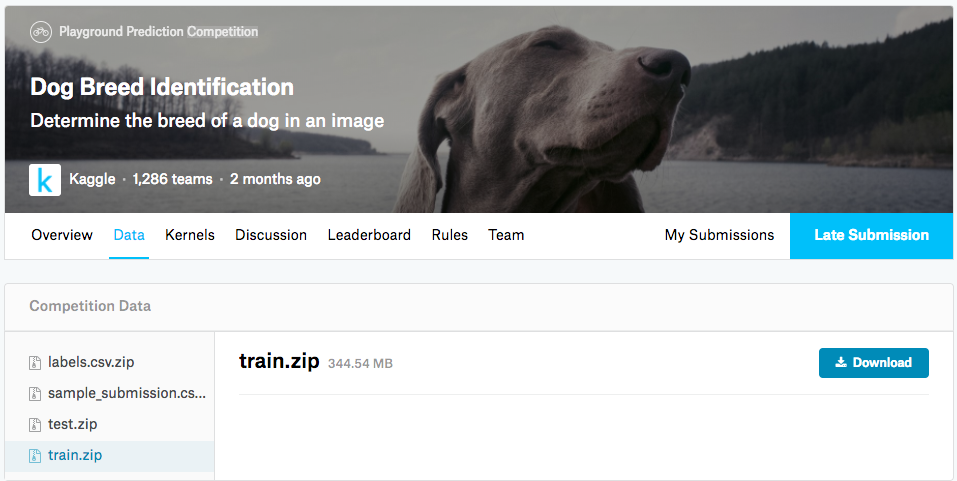 Playground Prediction Competition
Dog Breed Identification
Determine the breed of a dog in an image
k
Kaggle · 1,286 teams · 2 months ago
Overview Data Kernels Discussion Leaderboard Rules Team My Submissions Late Submission
Competition Data
labels.csv.zip
sample_submission.cs...
test.zip
train.zip
train.zip 344.54 MB Download